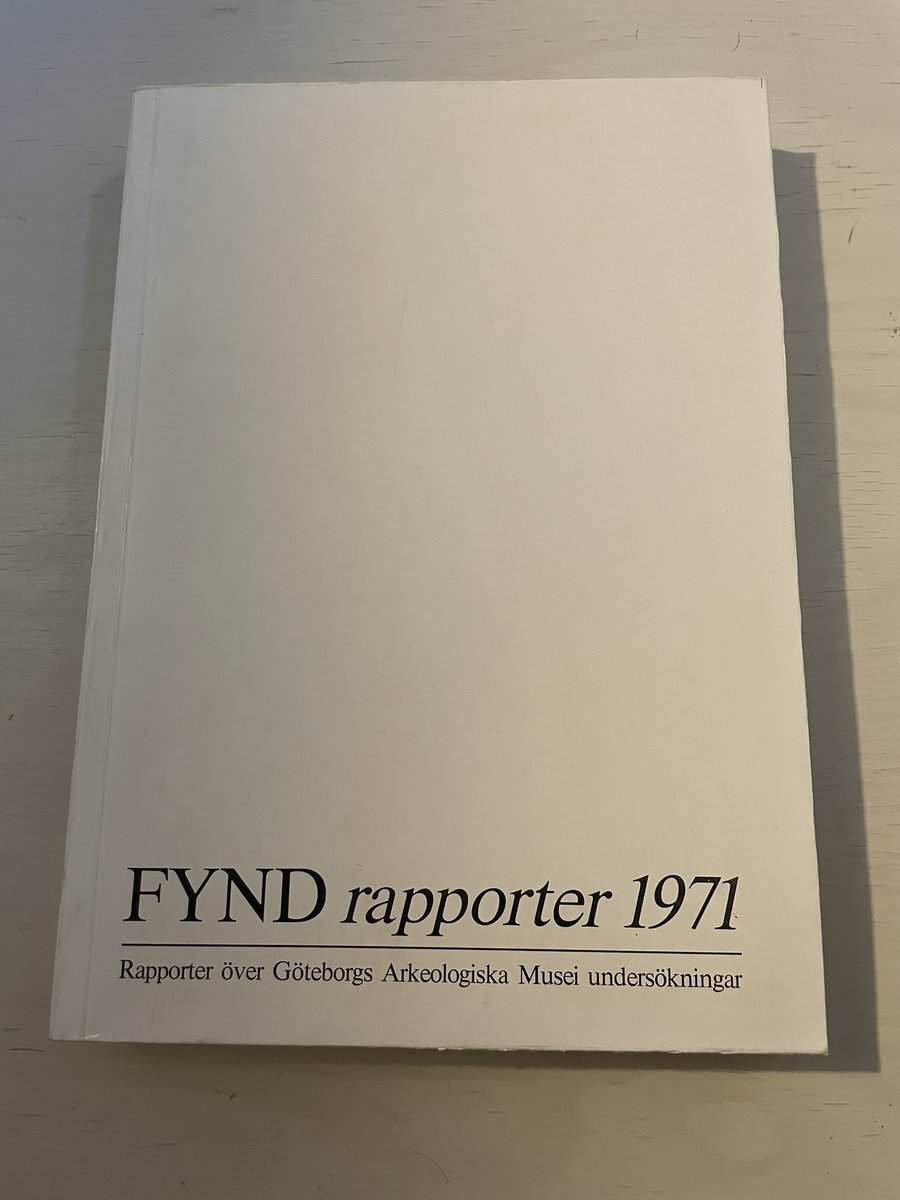 FYND rapporter 1971
Rapporter över Göteborgs Arkeologiska Musei undersökningar